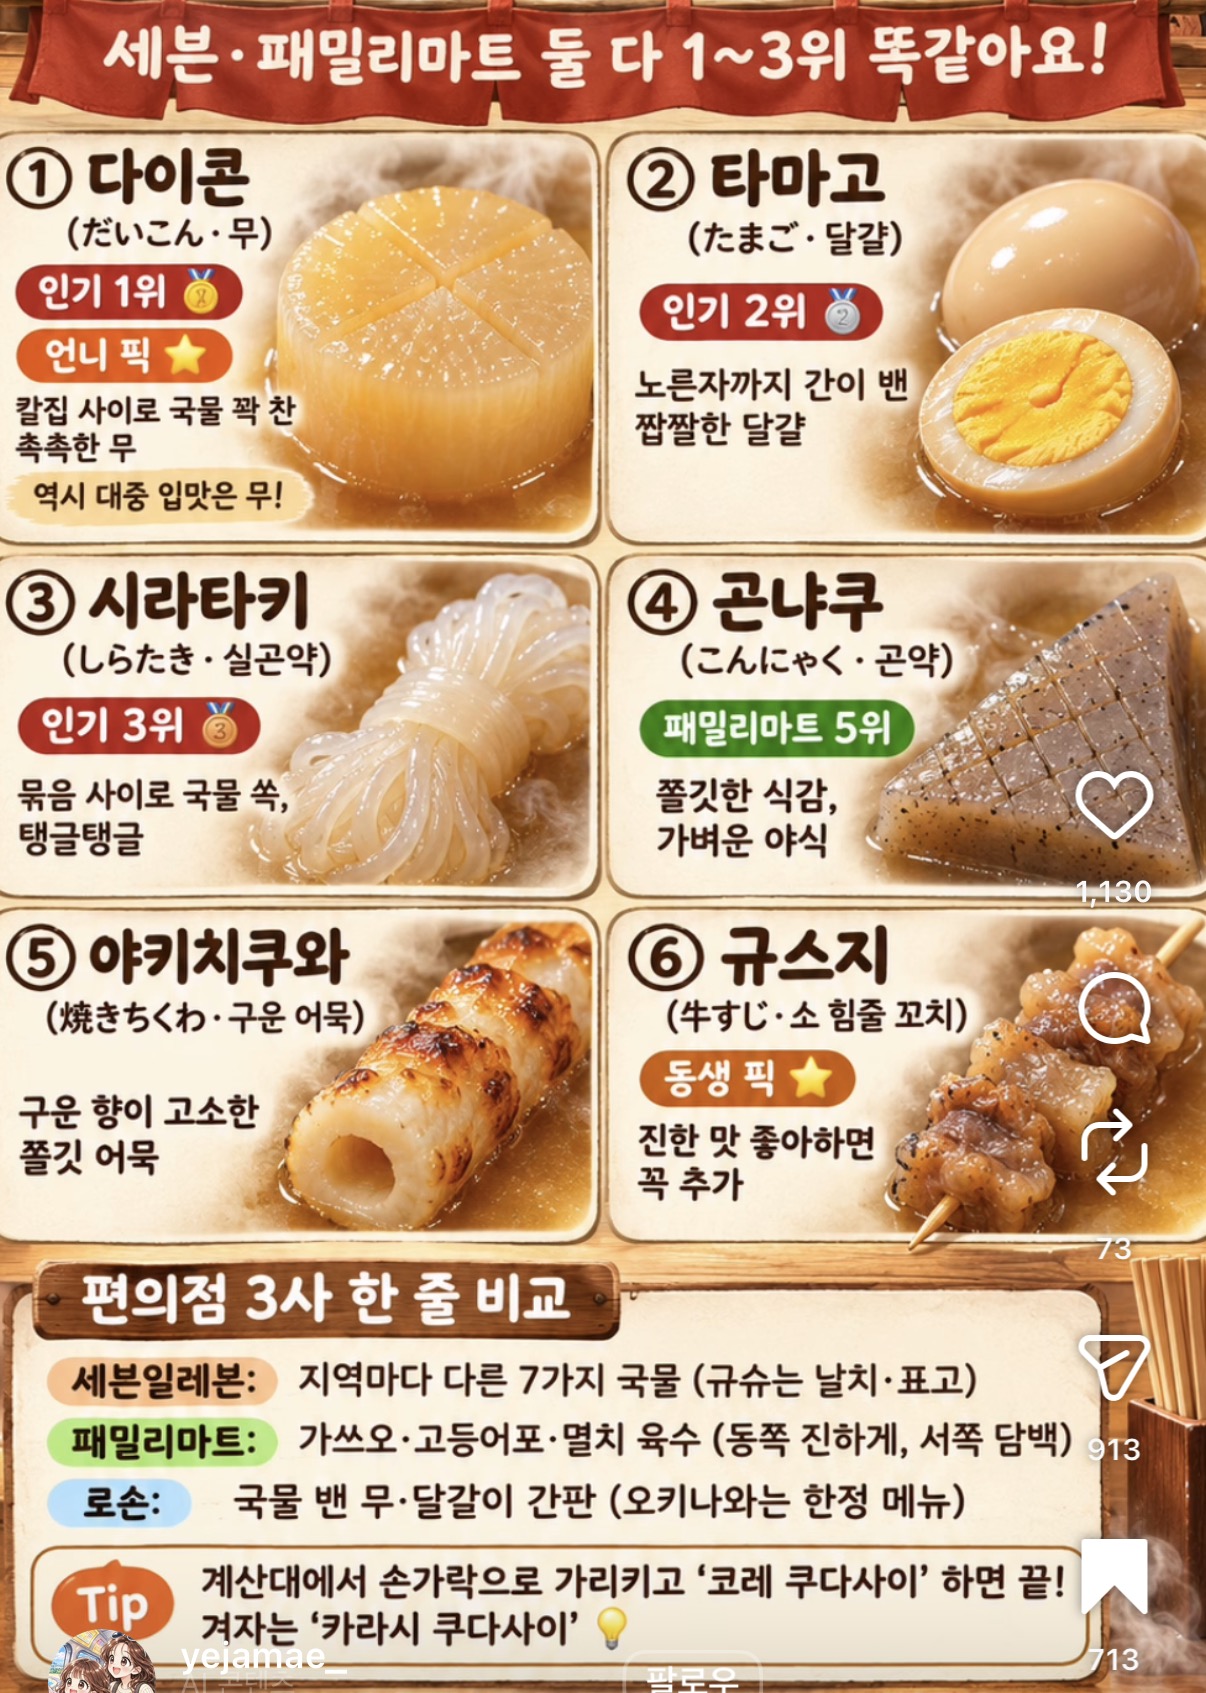 세븐·패밀리마트 둘 다 1~3위 똑같아요!
① 다이콘
(だいこん·무)
인기 1위
언니 픽
칼집 사이로 국물 꽉 찬
촉촉한 무
역시 대중 입맛은 무!
② 타마고
(たまご·달걀)
인기 2위
노른자까지 간이 밴
짭짤한 달걀
③ 시라타키
(しらたき·실곤약)
인기 3위
묶음 사이로 국물 쏙,
탱글탱글
④ 곤냐쿠
(こんにゃく·곤약)
패밀리마트 5위
쫄깃한 식감,
가벼운 야식
1,130
⑤ 야키치쿠와
(焼きちくわ·구운 어묵)
구운 향이 고소한
쫄깃 어묵
⑥ 규스지
(牛すじ·소 힘줄 꼬치)
동생 픽
진한 맛 좋아하면
꼭 추가
73
편의점 3사 한 줄 비교
세븐일레븐: 지역마다 다른 7가지 국물 (규슈는 날치·표고)
패밀리마트: 가쓰오·고등어포·멸치 육수 (동쪽 진하게, 서쪽 담백)
913
로손: 국물 밴 무·달걀이 간판 (오키나와는 한정 메뉴)
Tip
계산대에서 손가락으로 가리키고 ‘코레 쿠다사이’ 하면 끝!
겨자는 ‘카라시 쿠다사이’
yejamae_
팔로우
713